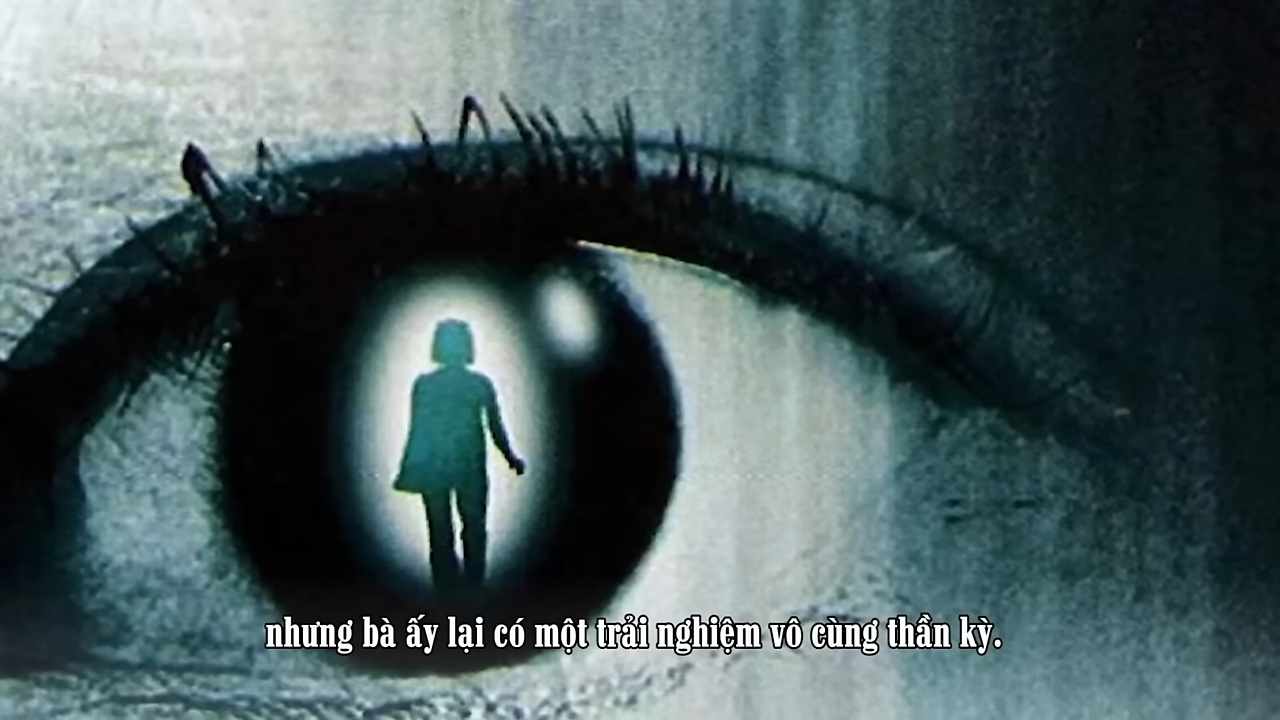 nhưng bà ấy lại có một trải nghiệm vô cùng thần kỳ.